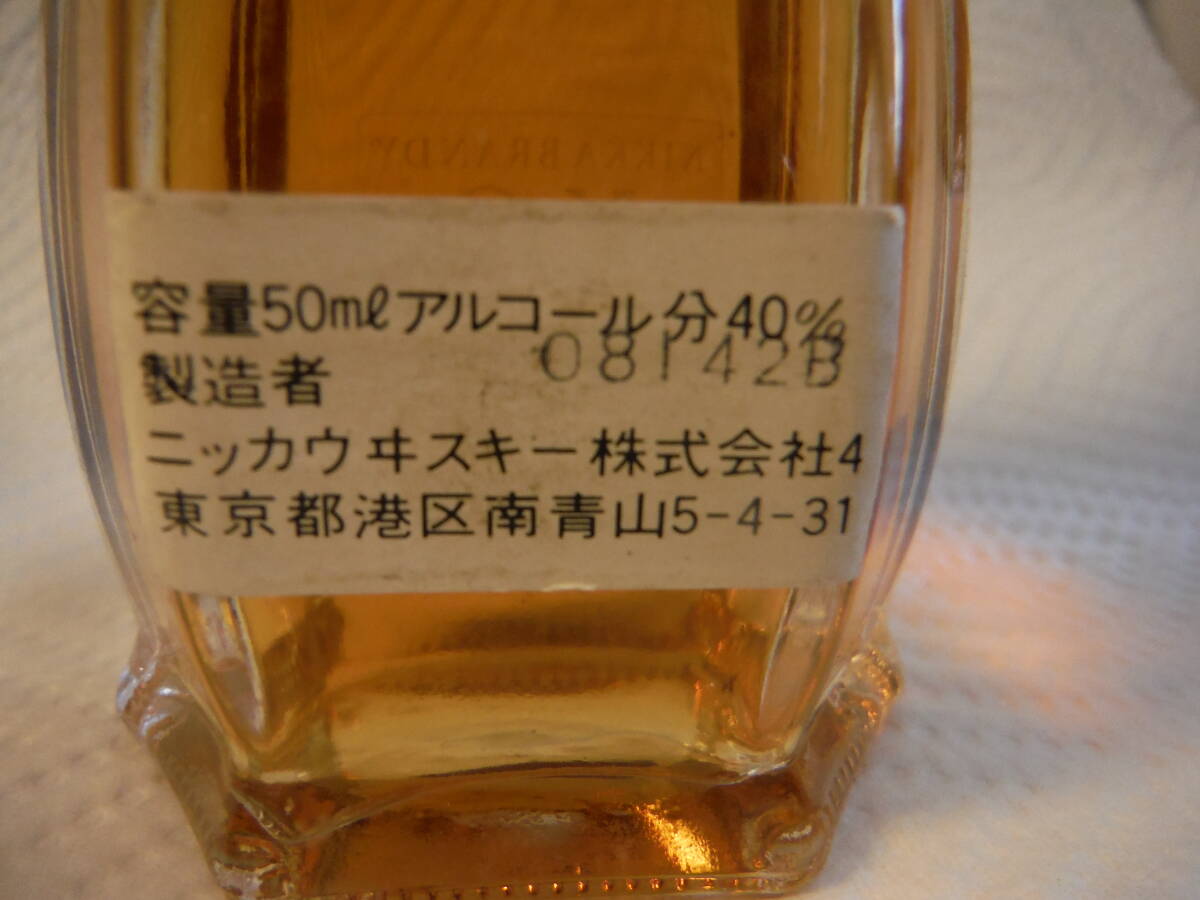 NIKKA BRANDY
容量50mlアルコール分40%
08142B
製造者
ニッカウヰスキー株式会社4
東京都港区南青山5-4-31